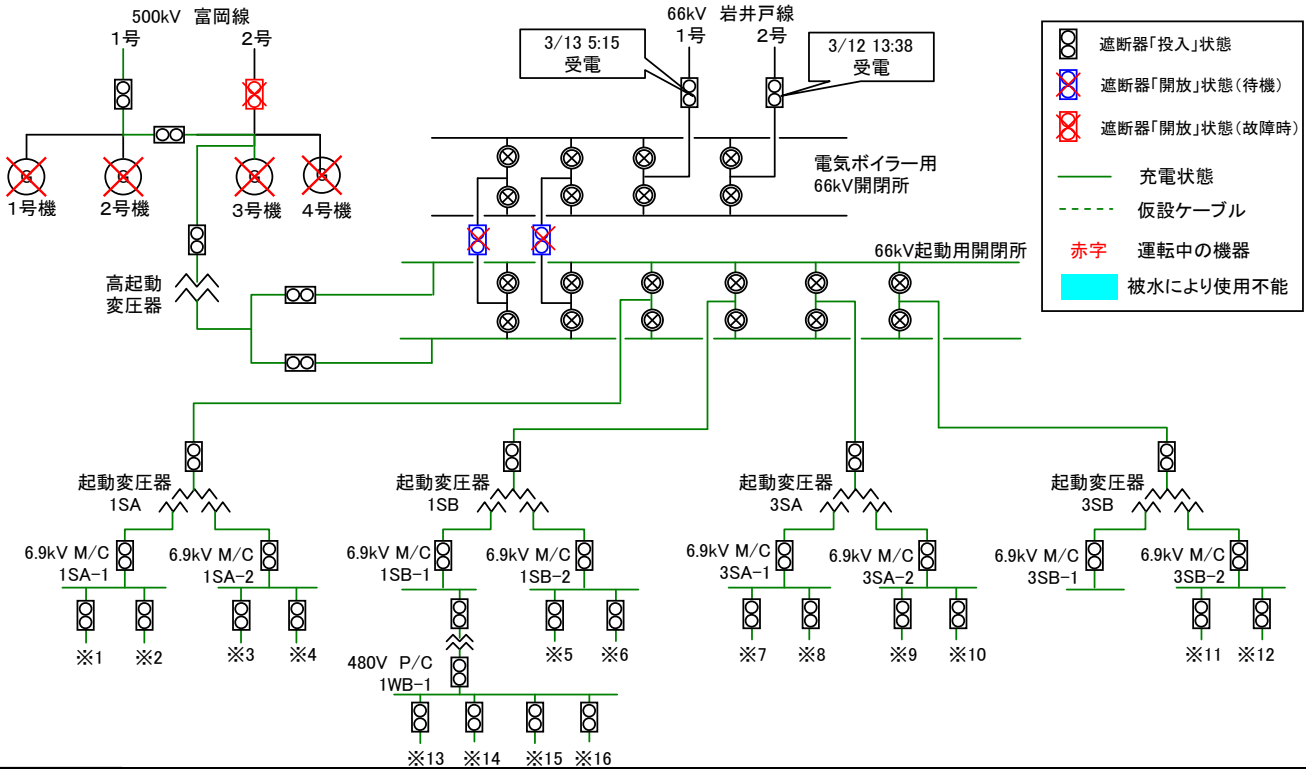 500kV 富岡線
1号
2号
66kV 岩井戸線
1号
2号
3/13 5:15
受電
3/12 13:38
受電
遮断器「投入」状態
遮断器「開放」状態(待機)
遮断器「開放」状態(故障時)
充電状態
仮設ケーブル
赤字 運転中の機器
被水により使用不能
G
G
G
G
1号機
2号機
3号機
4号機
電気ボイラー用
66kV開閉所
66kV起動用開閉所
高起動
変圧器
起動変圧器
1SA
起動変圧器
1SB
起動変圧器
3SA
起動変圧器
3SB
6.9kV M/C
1SA-1
6.9kV M/C
1SA-2
6.9kV M/C
1SB-1
6.9kV M/C
1SB-2
6.9kV M/C
3SA-1
6.9kV M/C
3SA-2
6.9kV M/C
3SB-1
6.9kV M/C
3SB-2
※1
※2
※3
※4
※5
※6
※7
※8
※9
※10
※11
※12
480V P/C
1WB-1
※13
※14
※15
※16